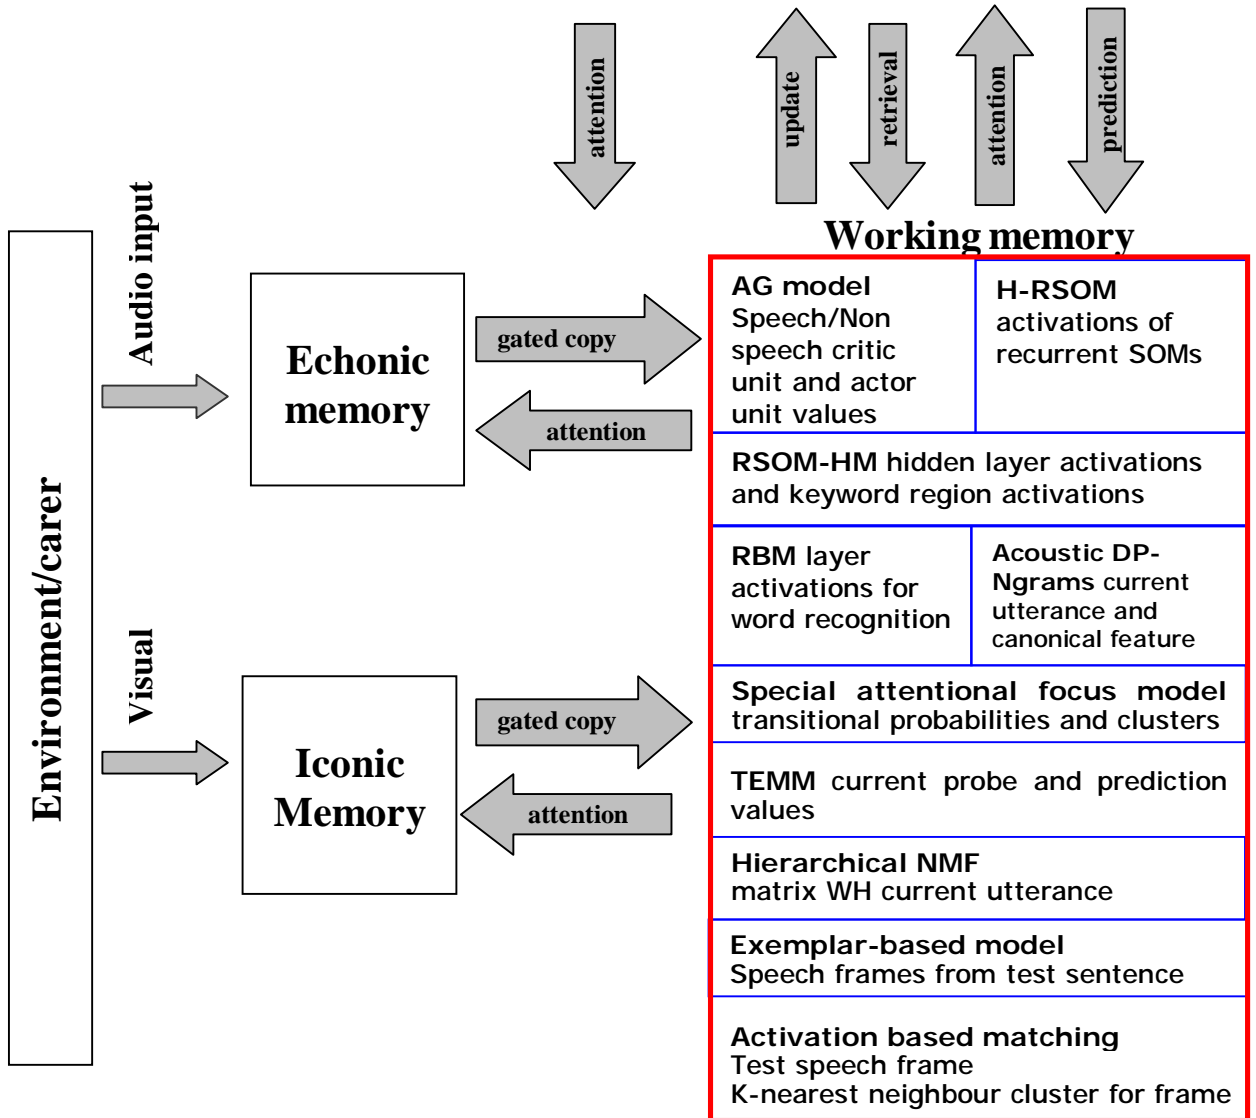 attention
update
retrieval
attention
prediction
Environment/carer
Audio input
Visual
Echonic
memory
Iconic
Memory
gated copy
attention
gated copy
attention
Working memory
AG model
Speech/Non
speech critic
unit and actor
unit values
H-RSOM
activations of
recurrent SOMs
RSOM-HM hidden layer activations
and keyword region activations
RBM layer
activations for
word recognition
Acoustic DP-
Ngrams current
utterance and
canonical feature
Special attentional focus model
transitional probabilities and clusters
TEMM current probe and prediction
values
Hierarchical NMF
matrix WH current utterance
Exemplar-based model
Speech frames from test sentence
Activation based matching
Test speech frame
K-nearest neighbour cluster for frame